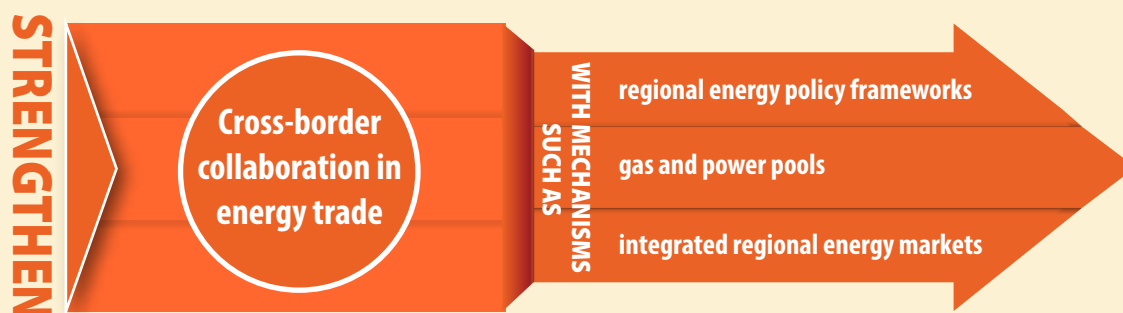 STRENGTHEN
Cross-border
collaboration in
energy trade
WITH MECHANISMS
SUCH AS
regional energy policy frameworks
gas and power pools
integrated regional energy markets